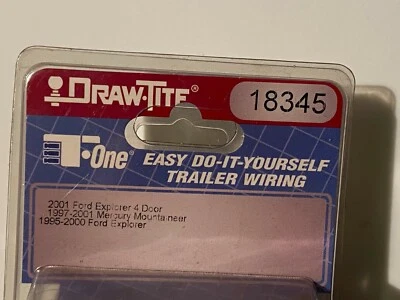 DRAW-TITE®
18345
T-One®
EASY DO-IT-YOURSELF
TRAILER WIRING
2001 Ford Explorer 4 Door
1997-2001 Mercury Mountaineer
1995-2000 Ford Explorer